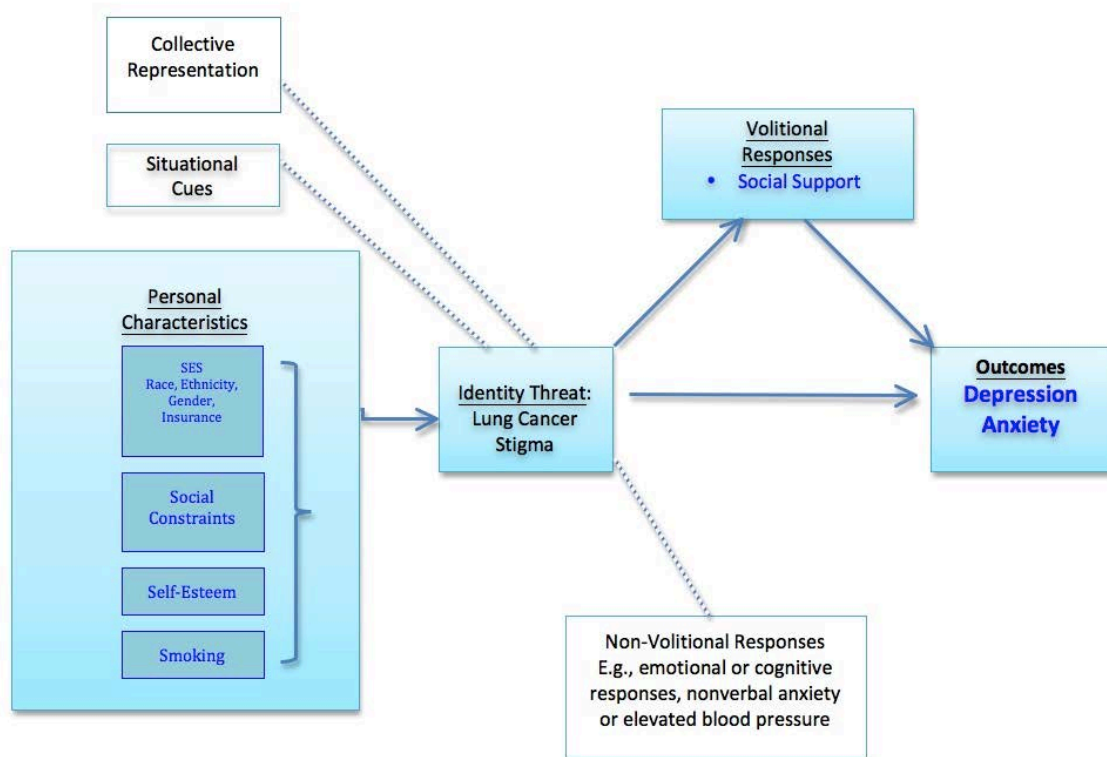 Collective
Representation
Situational
Cues
Personal
Characteristics
SES
Race, Ethnicity,
Gender,
Insurance
Social
Constraints
Self-Esteem
Smoking
Identity Threat:
Lung Cancer
Stigma
Volitional
Responses
• Social Support
Outcomes
Depression
Anxiety
Non-Volitional Responses
E.g., emotional or cognitive
responses, nonverbal anxiety
or elevated blood pressure